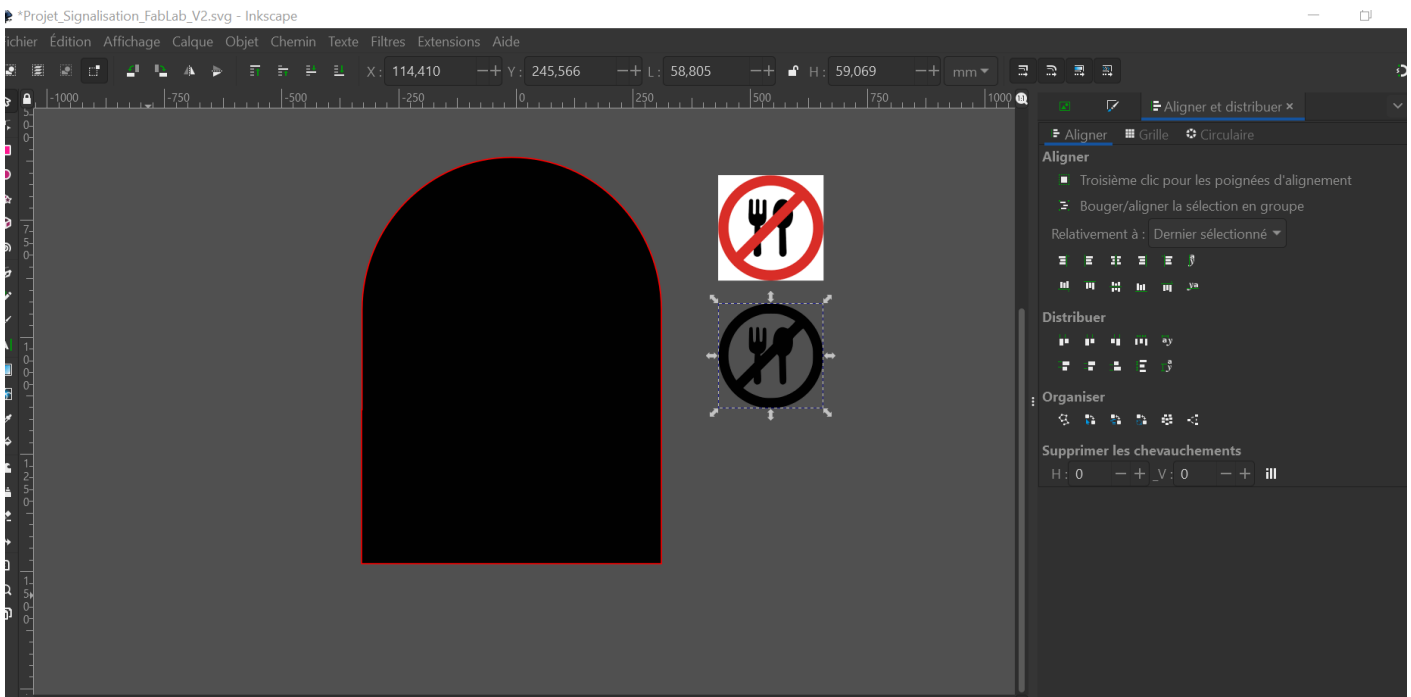 *Projet_Signalisation_FabLab_V2.svg - Inkscape
ichier Édition Affichage Calque Objet Chemin Texte Filtres Extensions Aide
X : 114,410 Y : 245,566 L : 58,805 H : 59,069 mm
-1000 -750 -500 -250 0 250 500 750 1000
Aligner et distribuer ×
Aligner Grille Circulaire
Aligner
Troisième clic pour les poignées d'alignement
Bouger/aligner la sélection en groupe
Relativement à : Dernier sélectionné
Distribuer
Organiser
Supprimer les chevauchements
H : 0 − + _V : 0 − +